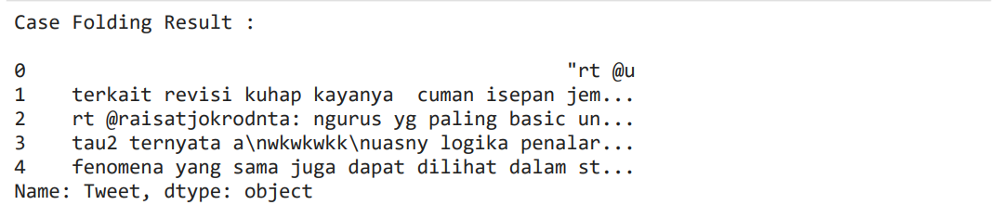 Case Folding Result :
0 "rt @u
1 terkait revisi kuhap kayanya  cuman isepan jem...
2 rt @raisatjokrodnta: ngurus yg paling basic un...
3 tau2 ternyata a\nwkwkwkk\nuasny logika penalar...
4 fenomena yang sama juga dapat dilihat dalam st...
Name: Tweet, dtype: object